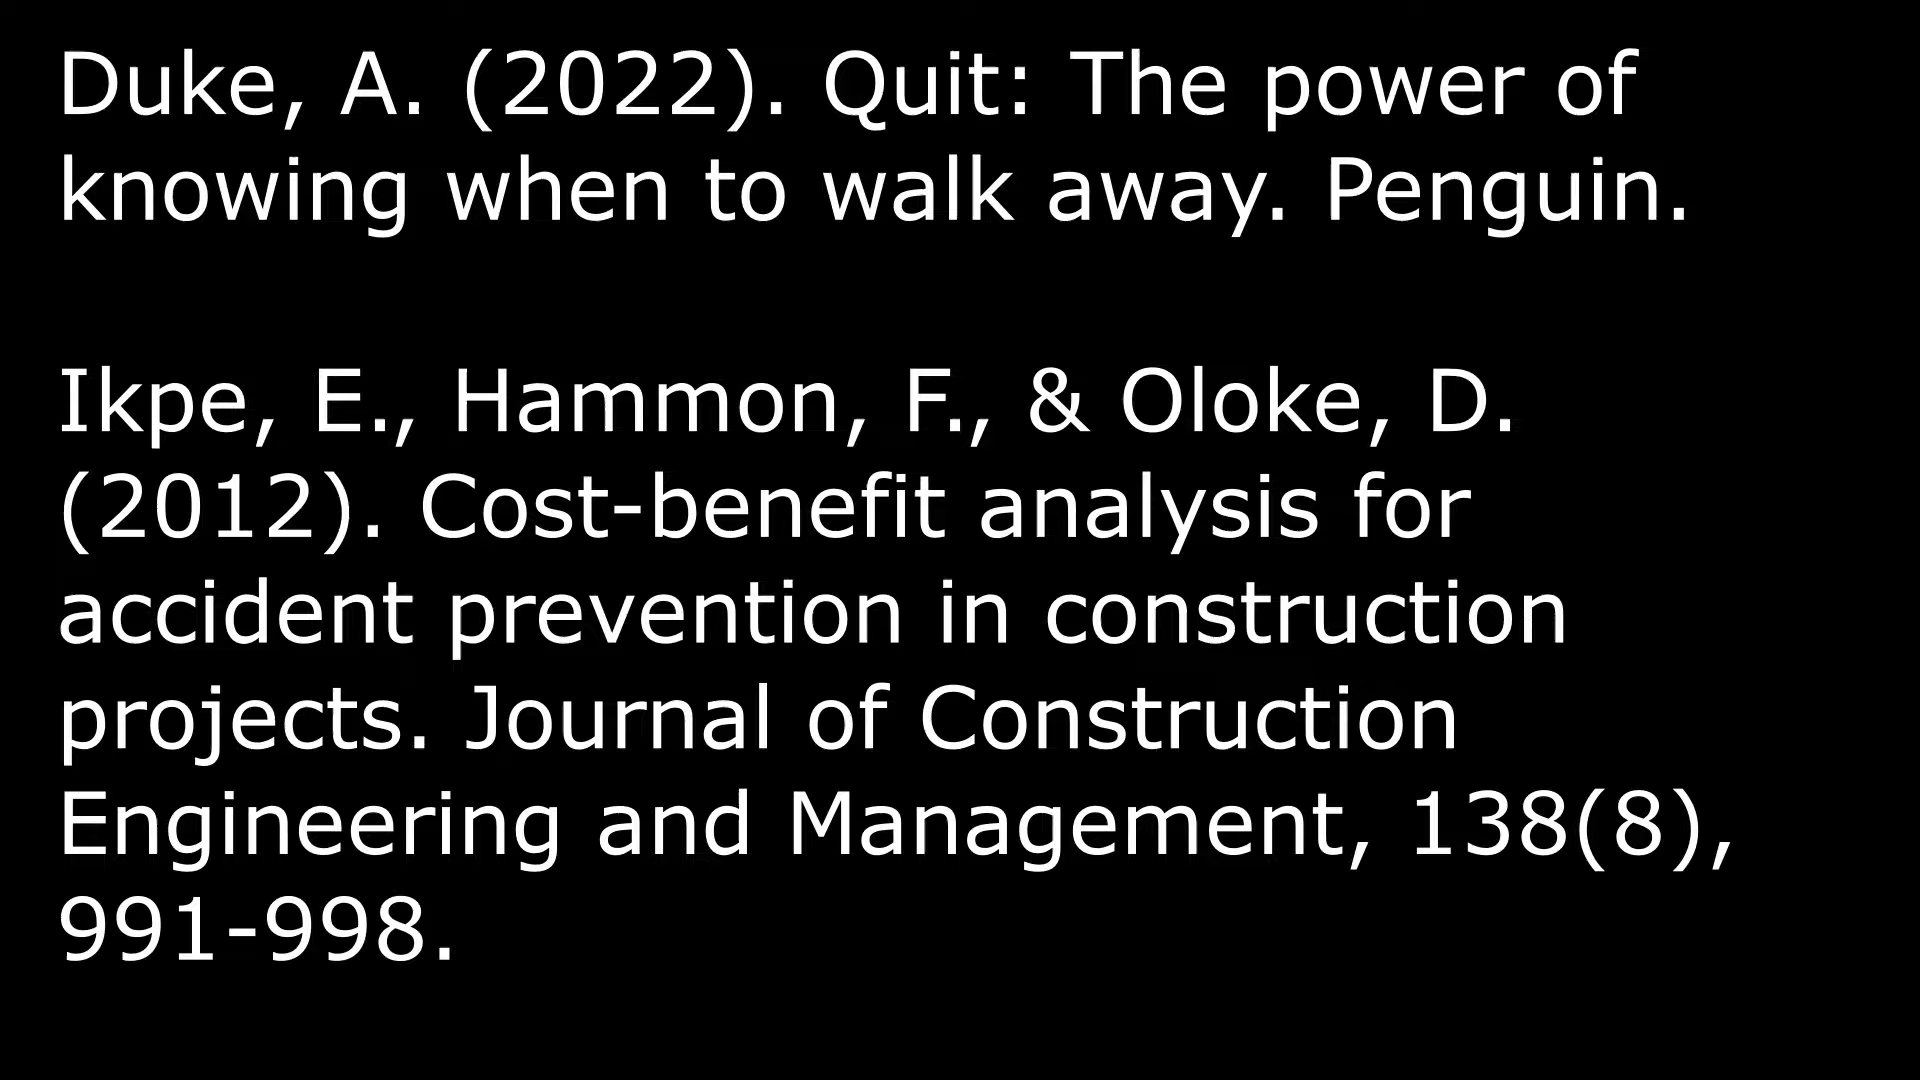 Duke, A. (2022). Quit: The power of
knowing when to walk away. Penguin.
Ikpe, E., Hammon, F., & Oloke, D.
(2012). Cost-benefit analysis for
accident prevention in construction
projects. Journal of Construction
Engineering and Management, 138(8),
991-998.